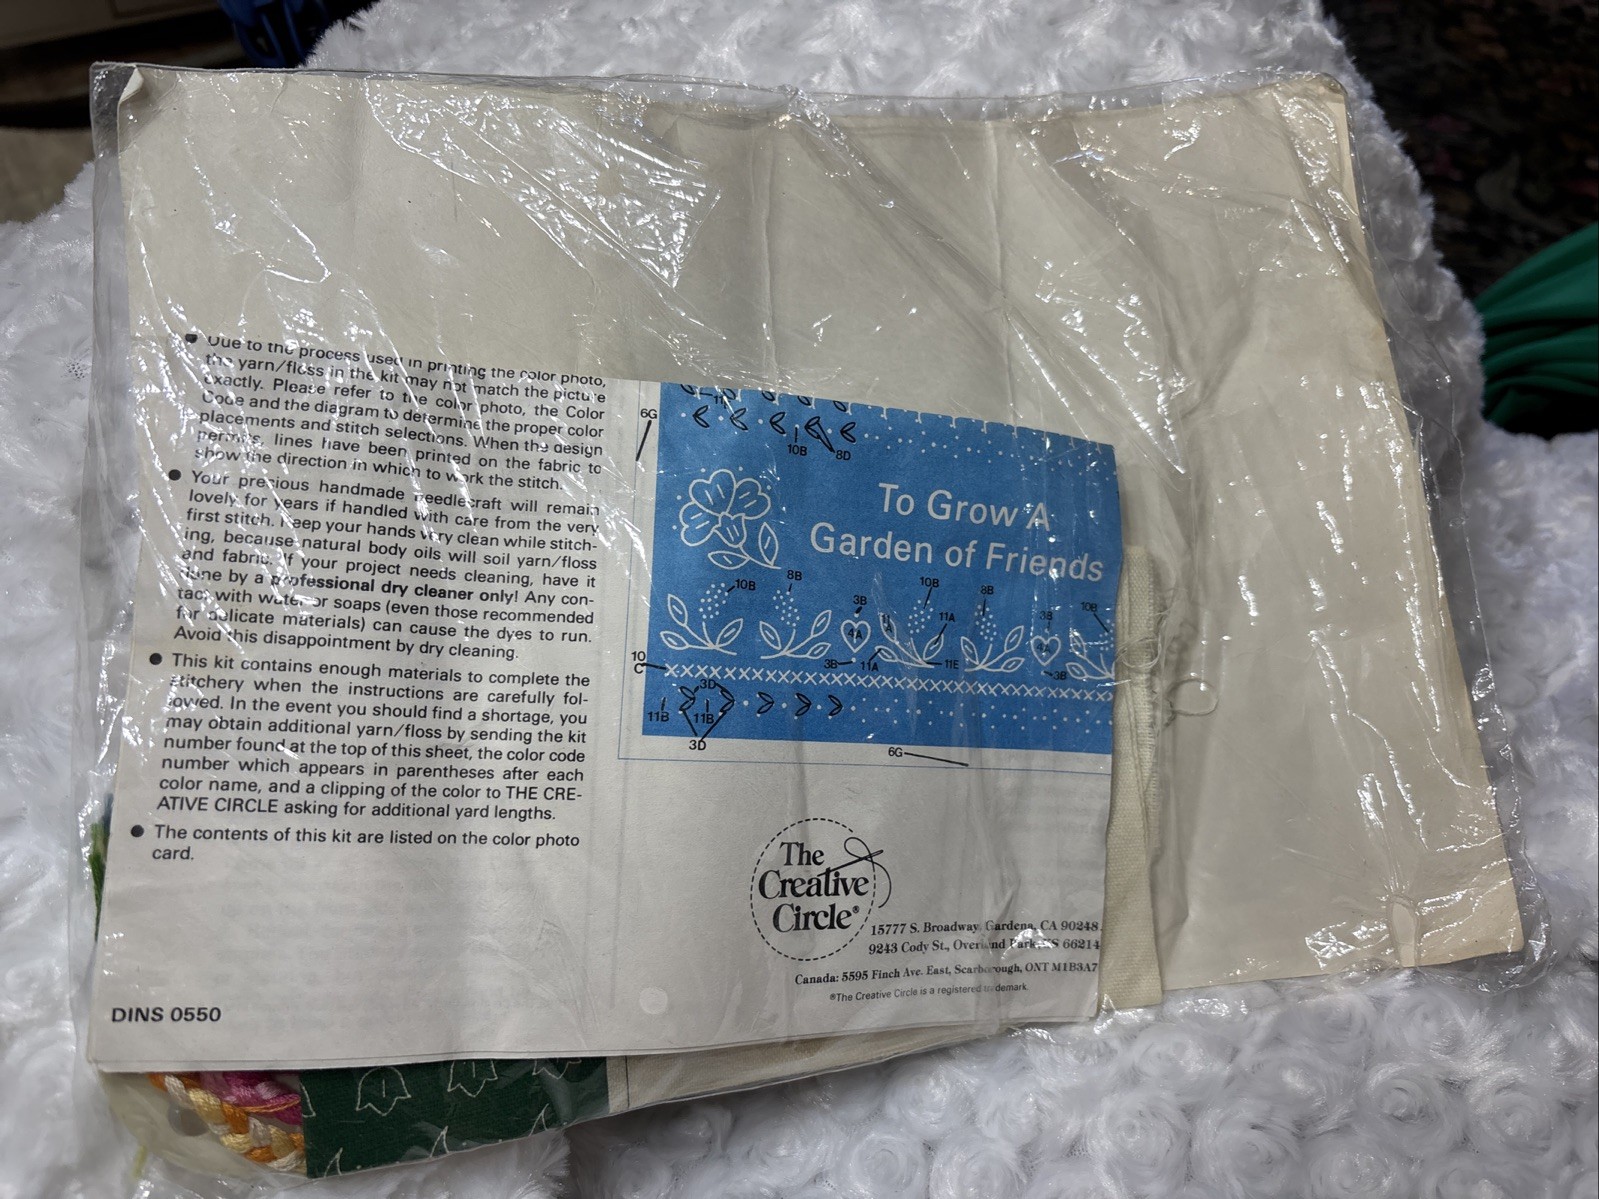 ● Due to the process used in printing the color photo,
the yarn/floss in the kit may not match the picture
exactly. Please refer to the color photo, the Color
Code and the diagram to determine the proper color
placements and stitch selections. When the design
permits, lines have been printed on the fabric to
show the direction in which to work the stitch.
● Your precious handmade needlecraft will remain
lovely for years if handled with care from the very
first stitch. Keep your hands very clean while stitch-
ing, because natural body oils will soil yarn/floss
and fabric. If your project needs cleaning, have it
done by a professional dry cleaner only! Any con-
tact with water or soaps (even those recommended
for delicate materials) can cause the dyes to run.
Avoid this disappointment by dry cleaning.
● This kit contains enough materials to complete the
stitchery when the instructions are carefully fol-
lowed. In the event you should find a shortage, you
may obtain additional yarn/floss by sending the kit
number found at the top of this sheet, the color code
number which appears in parentheses after each
color name, and a clipping of the color to THE CRE-
ATIVE CIRCLE asking for additional yard lengths.
● The contents of this kit are listed on the color photo
card.
DINS 0550
6G
10B 8D
To Grow A
Garden of Friends
10B 8B 10B 8B 10B
3B 11A 3B
4A 4A
3B 11A 11E 3B
10
C
3D
11B 11B
3D
6G
The
Creative
Circle®
15777 S. Broadway, Gardena, CA 90248
9243 Cody St., Overland Park, KS 66214
Canada: 5595 Finch Ave. East, Scarborough, ONT M1B3A7
®The Creative Circle is a registered trademark.